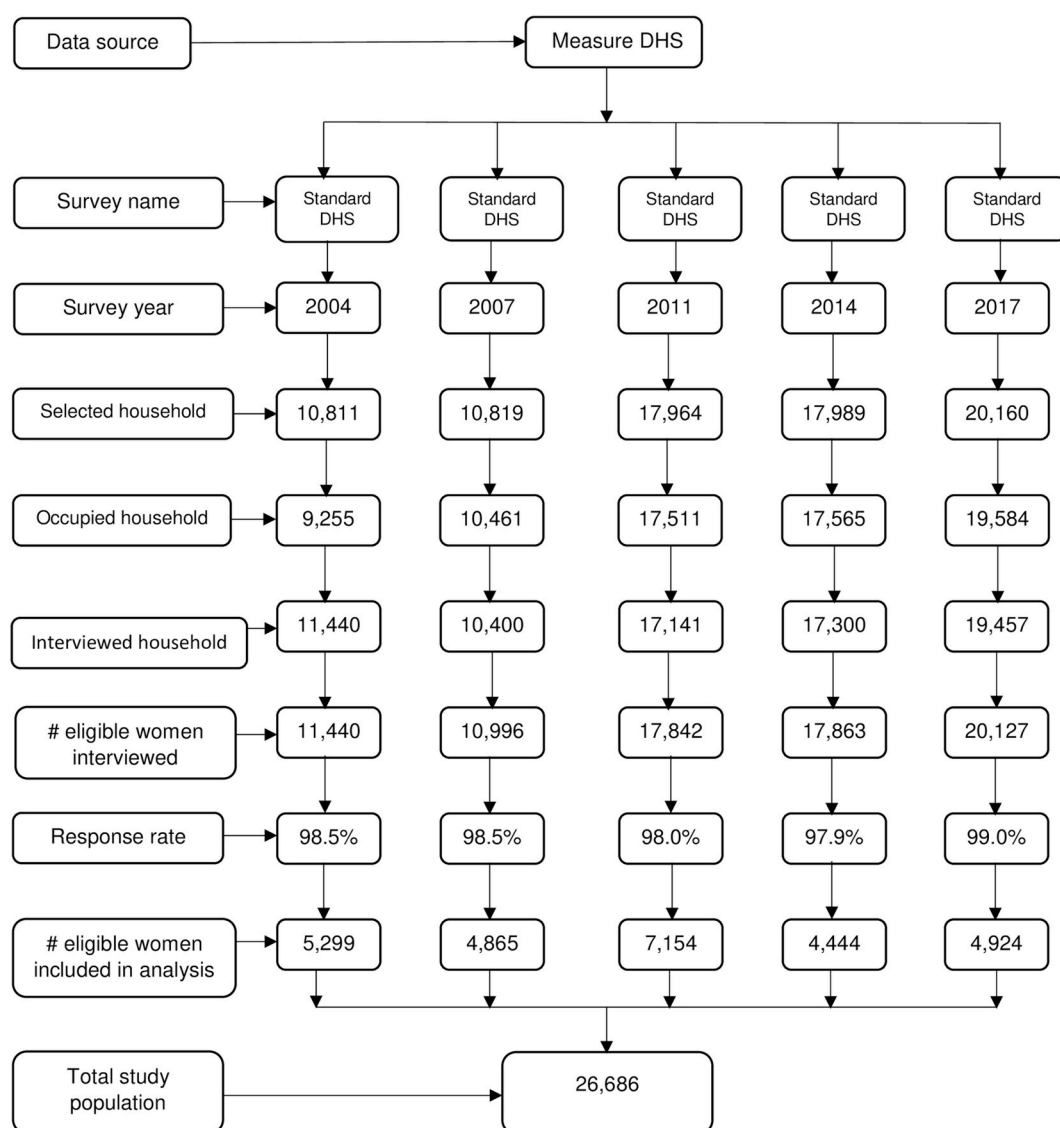 Data source
Measure DHS
Survey name
Standard
DHS
Standard
DHS
Standard
DHS
Standard
DHS
Standard
DHS
Survey year
2004
2007
2011
2014
2017
Selected household
10,811
10,819
17,964
17,989
20,160
Occupied household
9,255
10,461
17,511
17,565
19,584
Interviewed household
11,440
10,400
17,141
17,300
19,457
# eligible women
interviewed
11,440
10,996
17,842
17,863
20,127
Response rate
98.5%
98.5%
98.0%
97.9%
99.0%
# eligible women
included in analysis
5,299
4,865
7,154
4,444
4,924
Total study
population
26,686